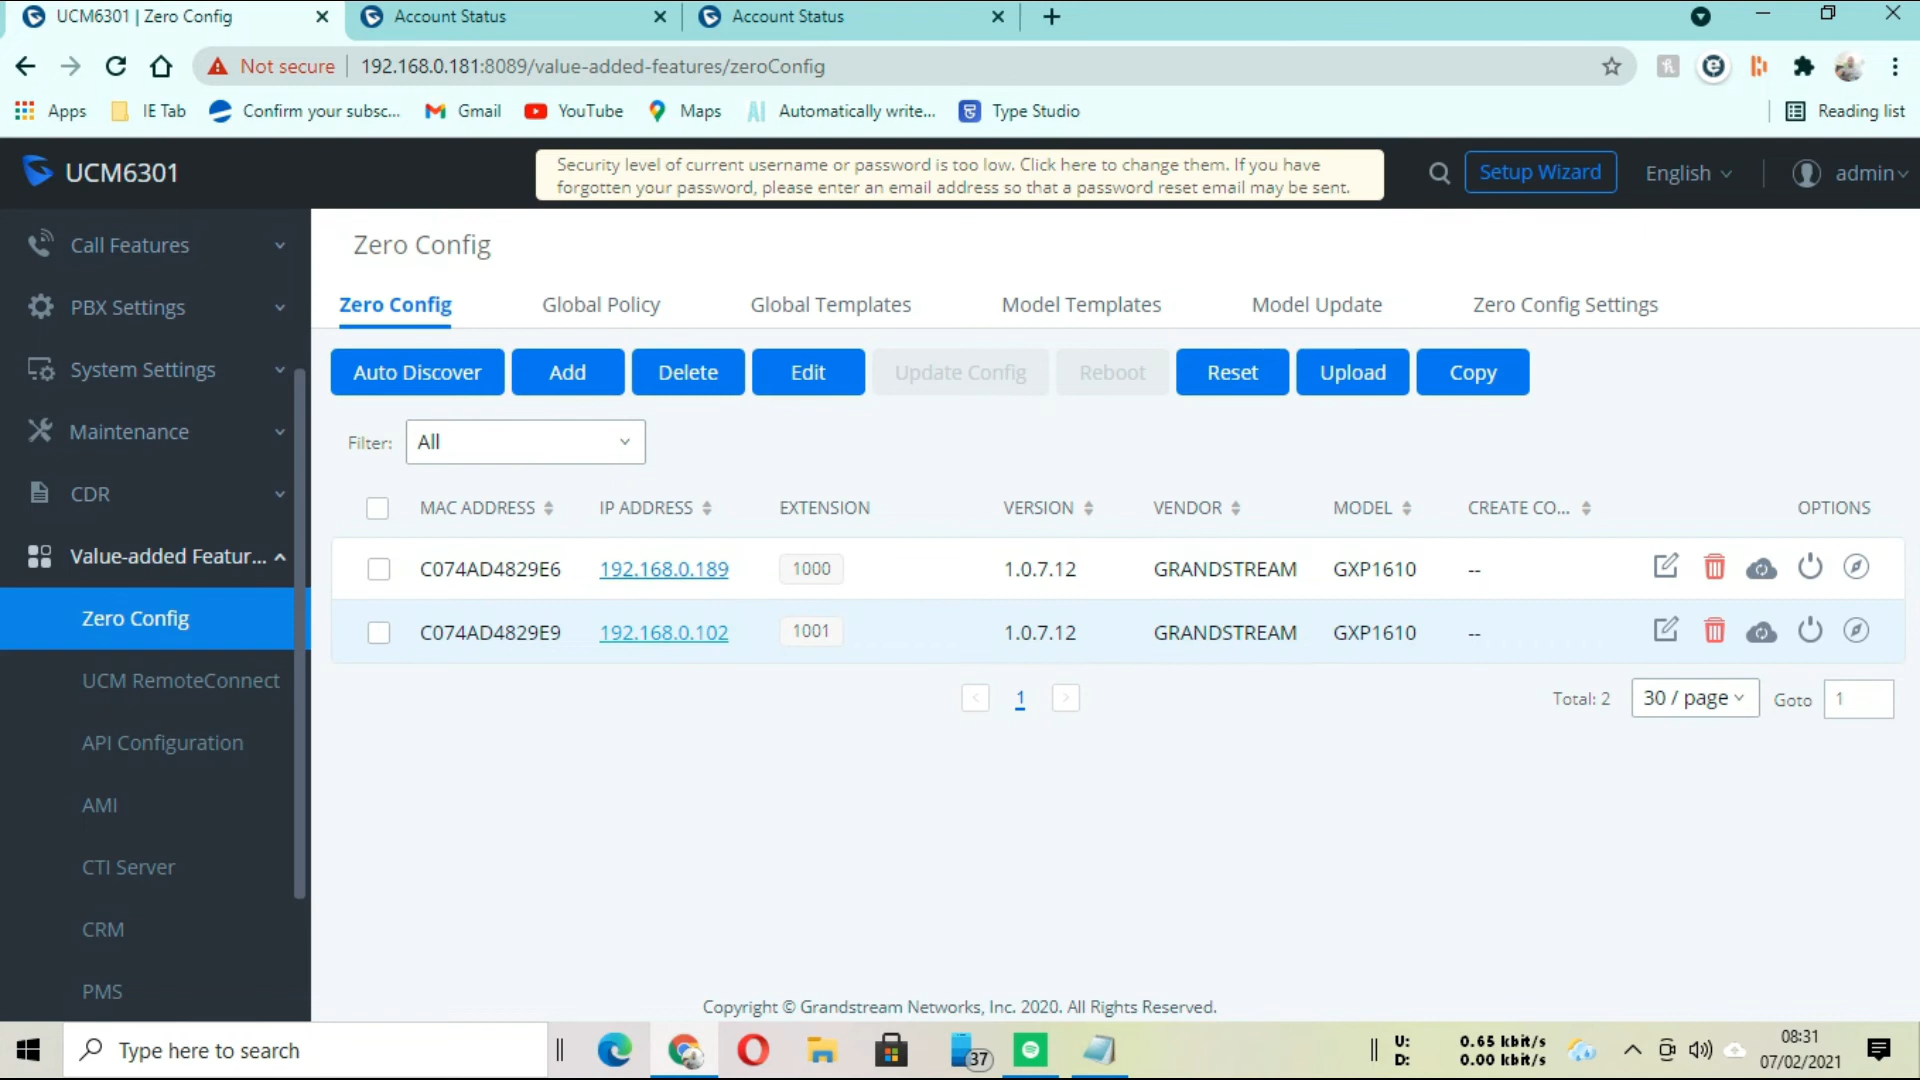 UCM6301 | Zero Config
Account Status
Account Status
Not secure
192.168.0.181:8089/value-added-features/zeroConfig
Apps
IE Tab
Confirm your subsc...
Gmail
YouTube
Maps
Automatically write...
Type Studio
Reading list
UCM6301
Security level of current username or password is too low. Click here to change them. If you have
forgotten your password, please enter an email address so that a password reset email may be sent.
Setup Wizard
English
admin
Call Features
PBX Settings
System Settings
Maintenance
CDR
Value-added Featur...
Zero Config
UCM RemoteConnect
API Configuration
AMI
CTI Server
CRM
PMS
Zero Config
Zero Config
Global Policy
Global Templates
Model Templates
Model Update
Zero Config Settings
Auto Discover
Add
Delete
Edit
Update Config
Reboot
Reset
Upload
Copy
Filter:
All
MAC ADDRESS IP ADDRESS EXTENSION VERSION VENDOR MODEL CREATE CO... OPTIONS
C074AD4829E6 192.168.0.189 1000 1.0.7.12 GRANDSTREAM GXP1610 --
C074AD4829E9 192.168.0.102 1001 1.0.7.12 GRANDSTREAM GXP1610 --
< 1 >
Total: 2
30 / page
Goto
1
Copyright © Grandstream Networks, Inc. 2020. All Rights Reserved.
Type here to search
37
U: 0.65 kbit/s
D: 0.00 kbit/s
08:31
07/02/2021